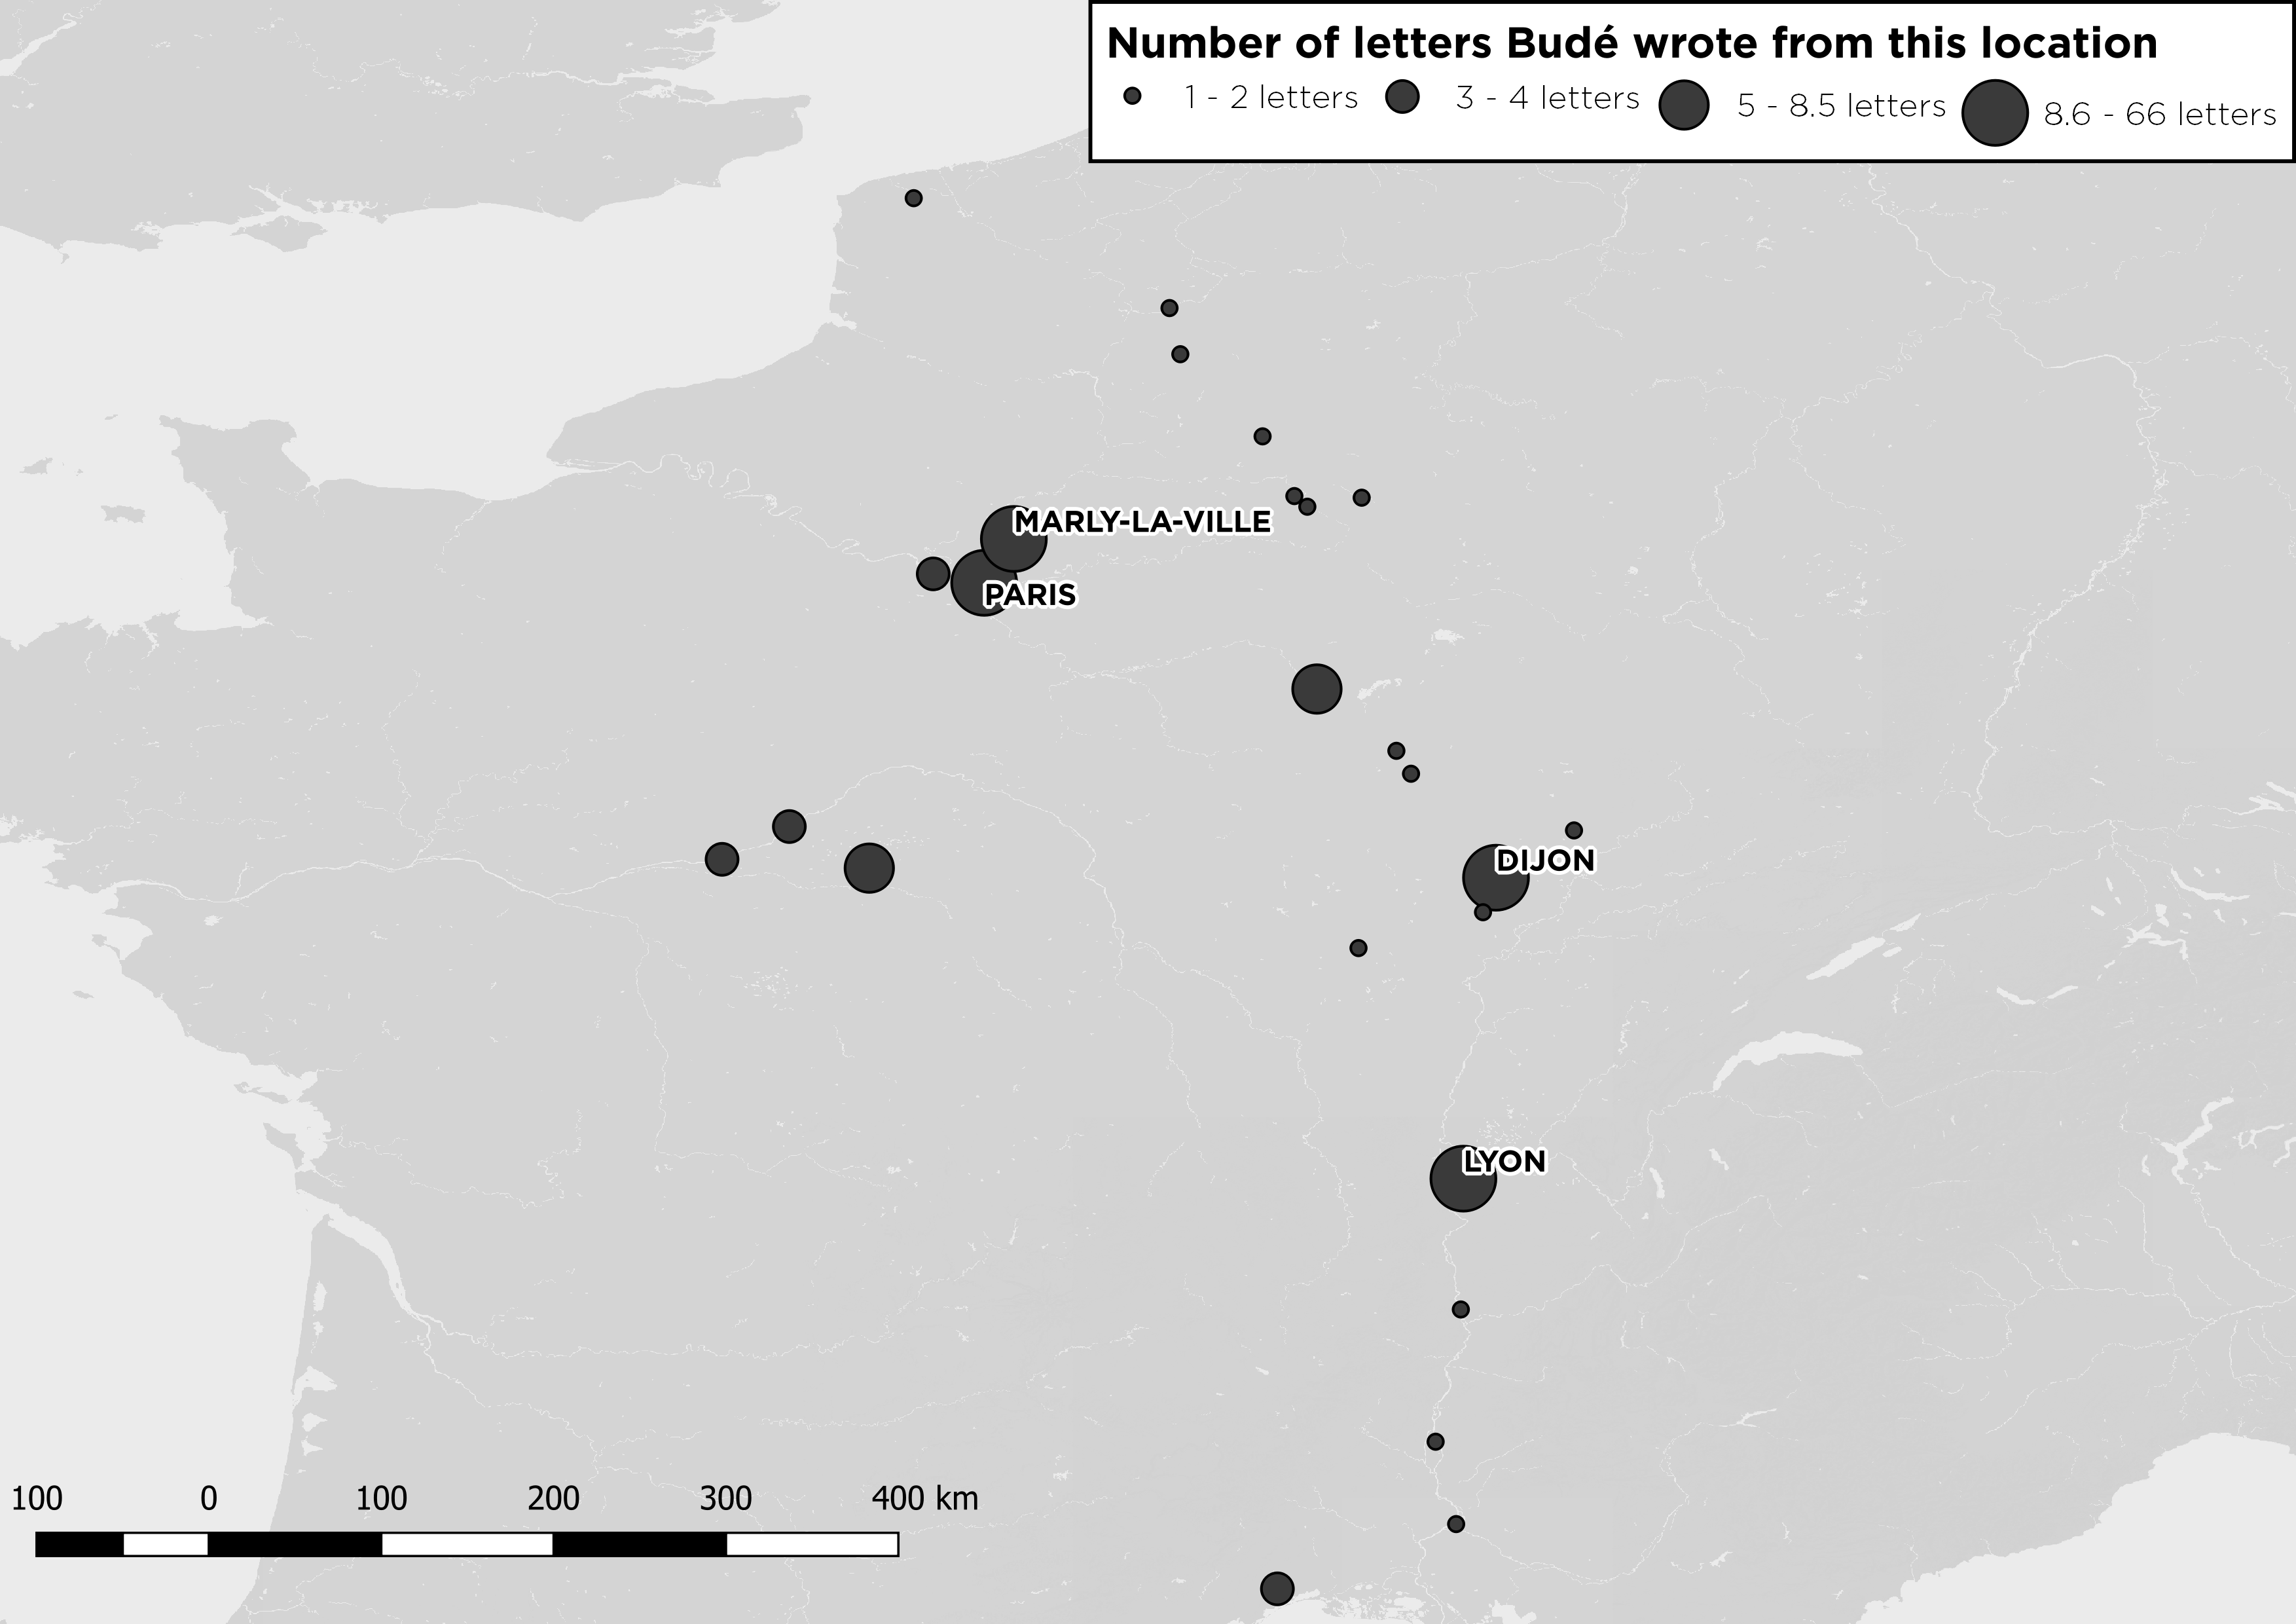 Number of letters Budé wrote from this location
1 - 2 letters 3 - 4 letters 5 - 8.5 letters 8.6 - 66 letters
MARLY-LA-VILLE
PARIS
DIJON
LYON
100 0 100 200 300 400 km